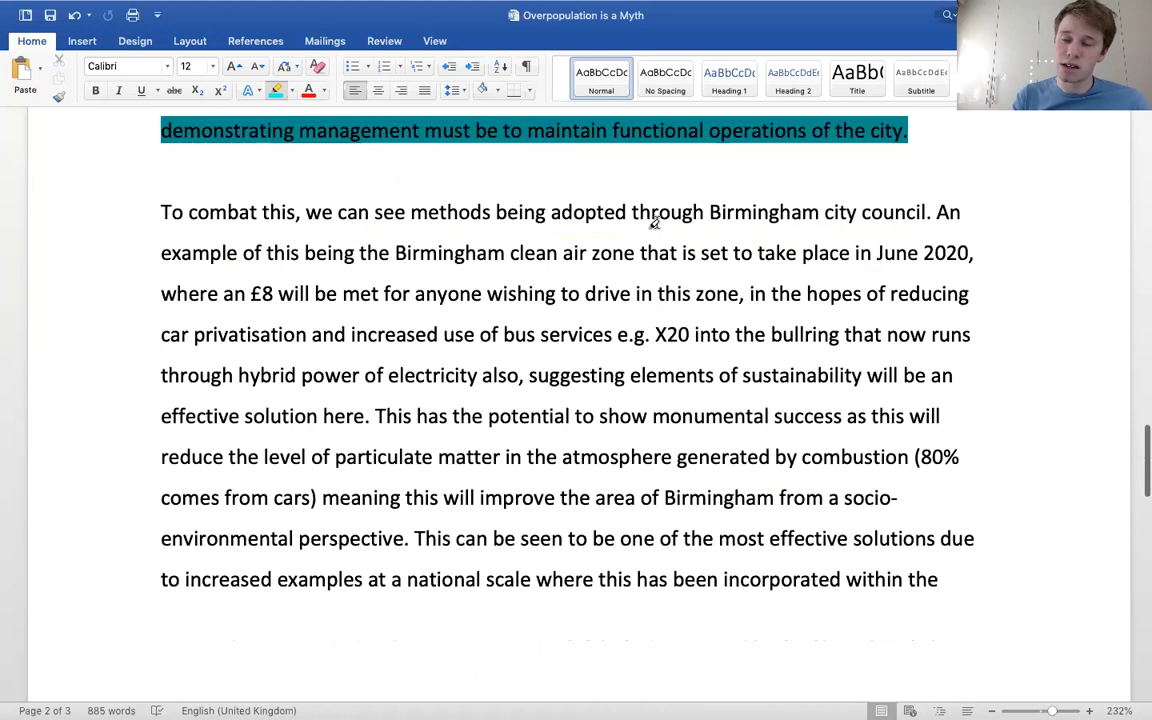 Overpopulation is a Myth
Home Insert Design Layout References Mailings Review View
Paste
Calibri 12
AaBbCcDc AaBbCcDc AaBbCcDd AaBbCcDdEe AaBb( AaBbCcDdEe
Normal No Spacing Heading 1 Heading 2 Title Subtitle
demonstrating management must be to maintain functional operations of the city.
To combat this, we can see methods being adopted through Birmingham city council. An
example of this being the Birmingham clean air zone that is set to take place in June 2020,
where an £8 will be met for anyone wishing to drive in this zone, in the hopes of reducing
car privatisation and increased use of bus services e.g. X20 into the bullring that now runs
through hybrid power of electricity also, suggesting elements of sustainability will be an
effective solution here. This has the potential to show monumental success as this will
reduce the level of particulate matter in the atmosphere generated by combustion (80%
comes from cars) meaning this will improve the area of Birmingham from a socio-
environmental perspective. This can be seen to be one of the most effective solutions due
to increased examples at a national scale where this has been incorporated within the
Page 2 of 3 885 words English (United Kingdom) 232%